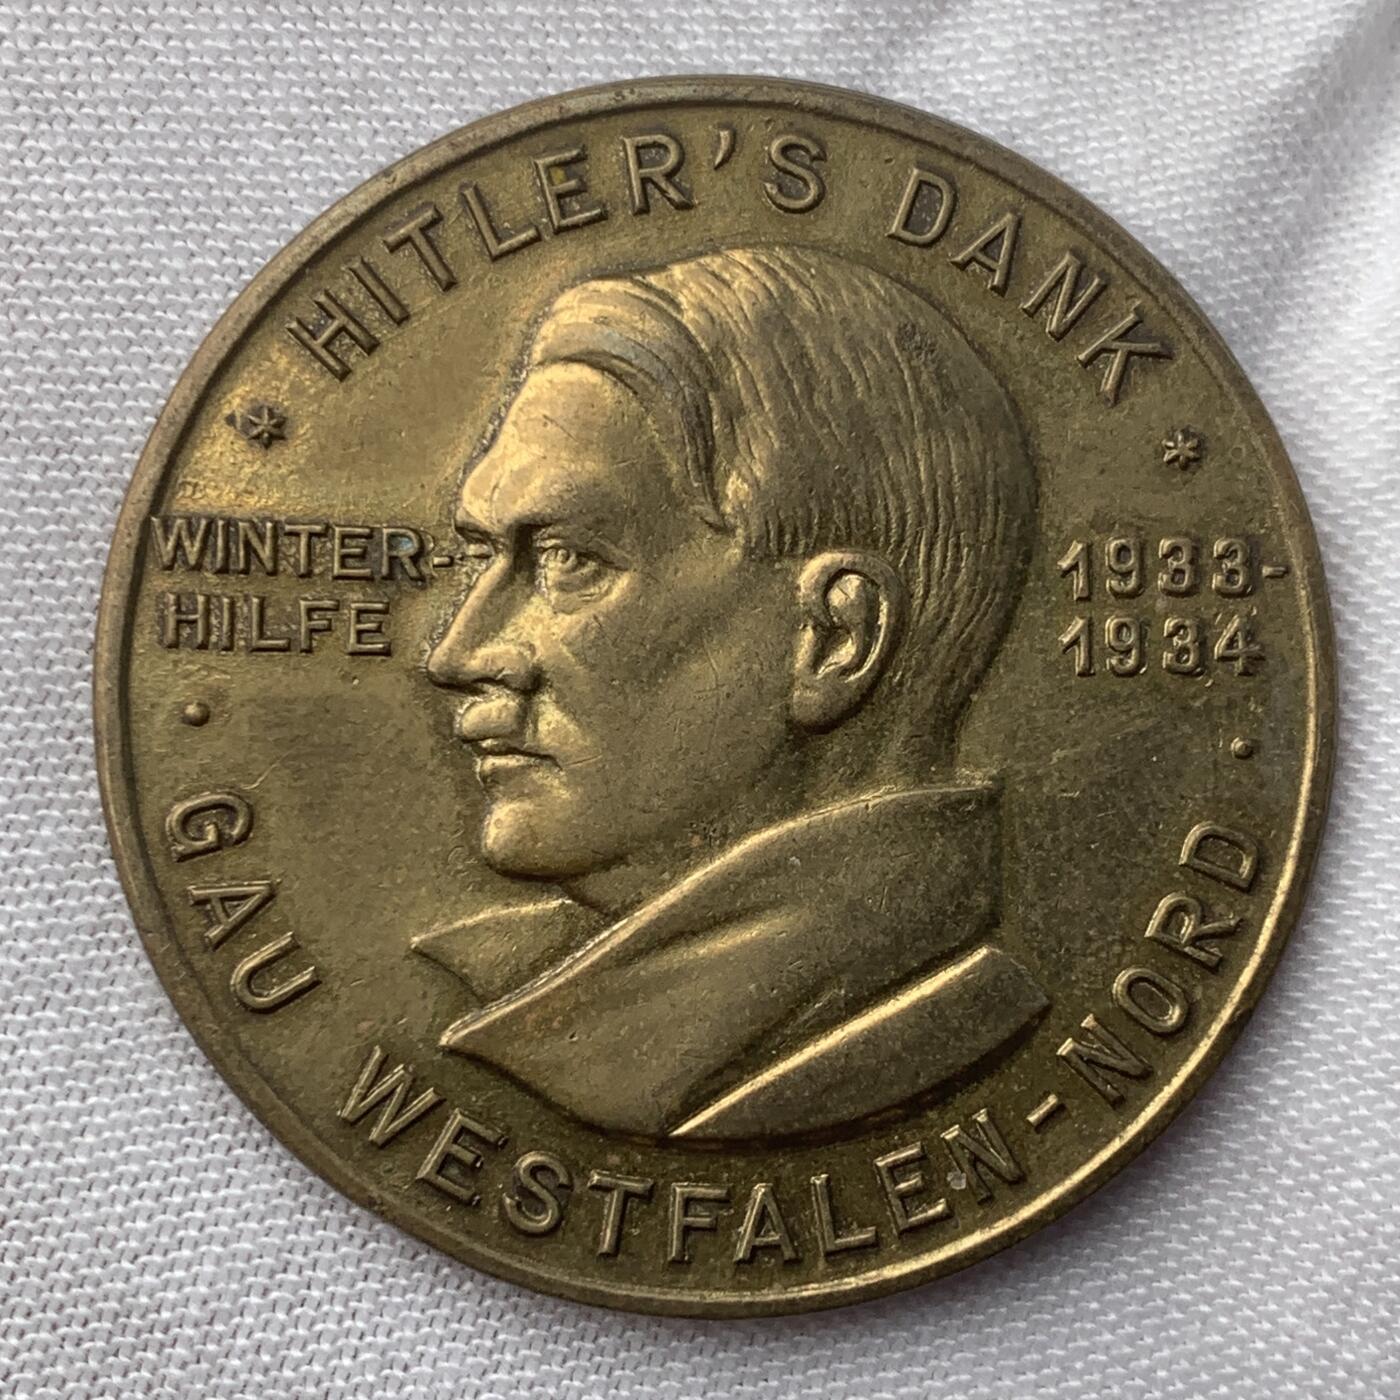 * HITLER'S DANK *
WINTER-
HILFE
1933-
1934
· GAU WESTFALEN-NORD ·